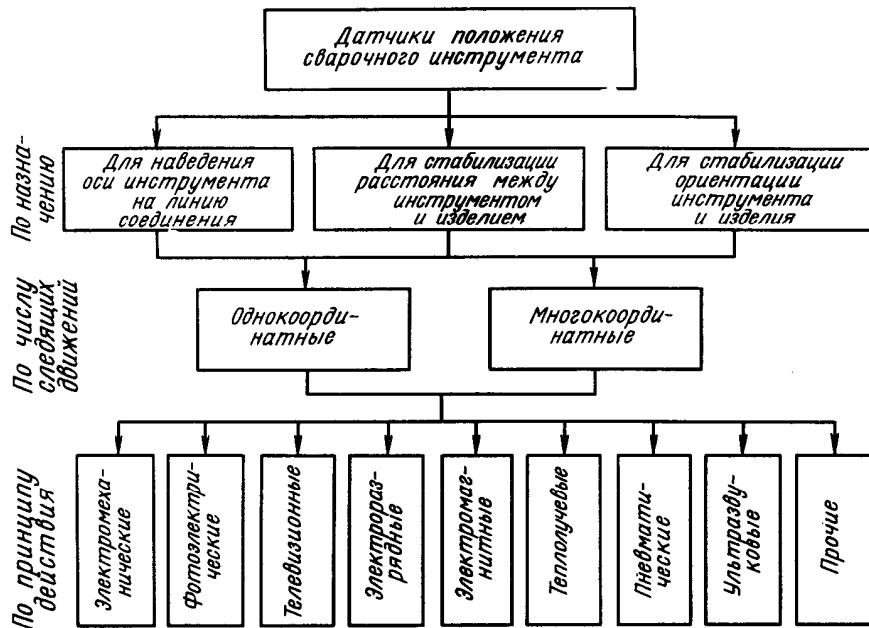 Датчики положения
сварочного инструмента
По назна-
чению
Для наведения
оси инструмента
на линию
соединения
Для стабилизации
расстояния между
инструментом
и изделием
Для стабилизации
ориентации
инструмента
и изделия
По числу
следящих
движений
Однокоорди-
натные
Многокоорди-
натные
По принципу
действия
Электромеха-
нические
Фотоэлектри-
ческие
Телевизионные
Электрораз-
рядные
Электромаг-
нитные
Теплолучевые
Пневмати-
ческие
Ультразву-
ковые
Прочие